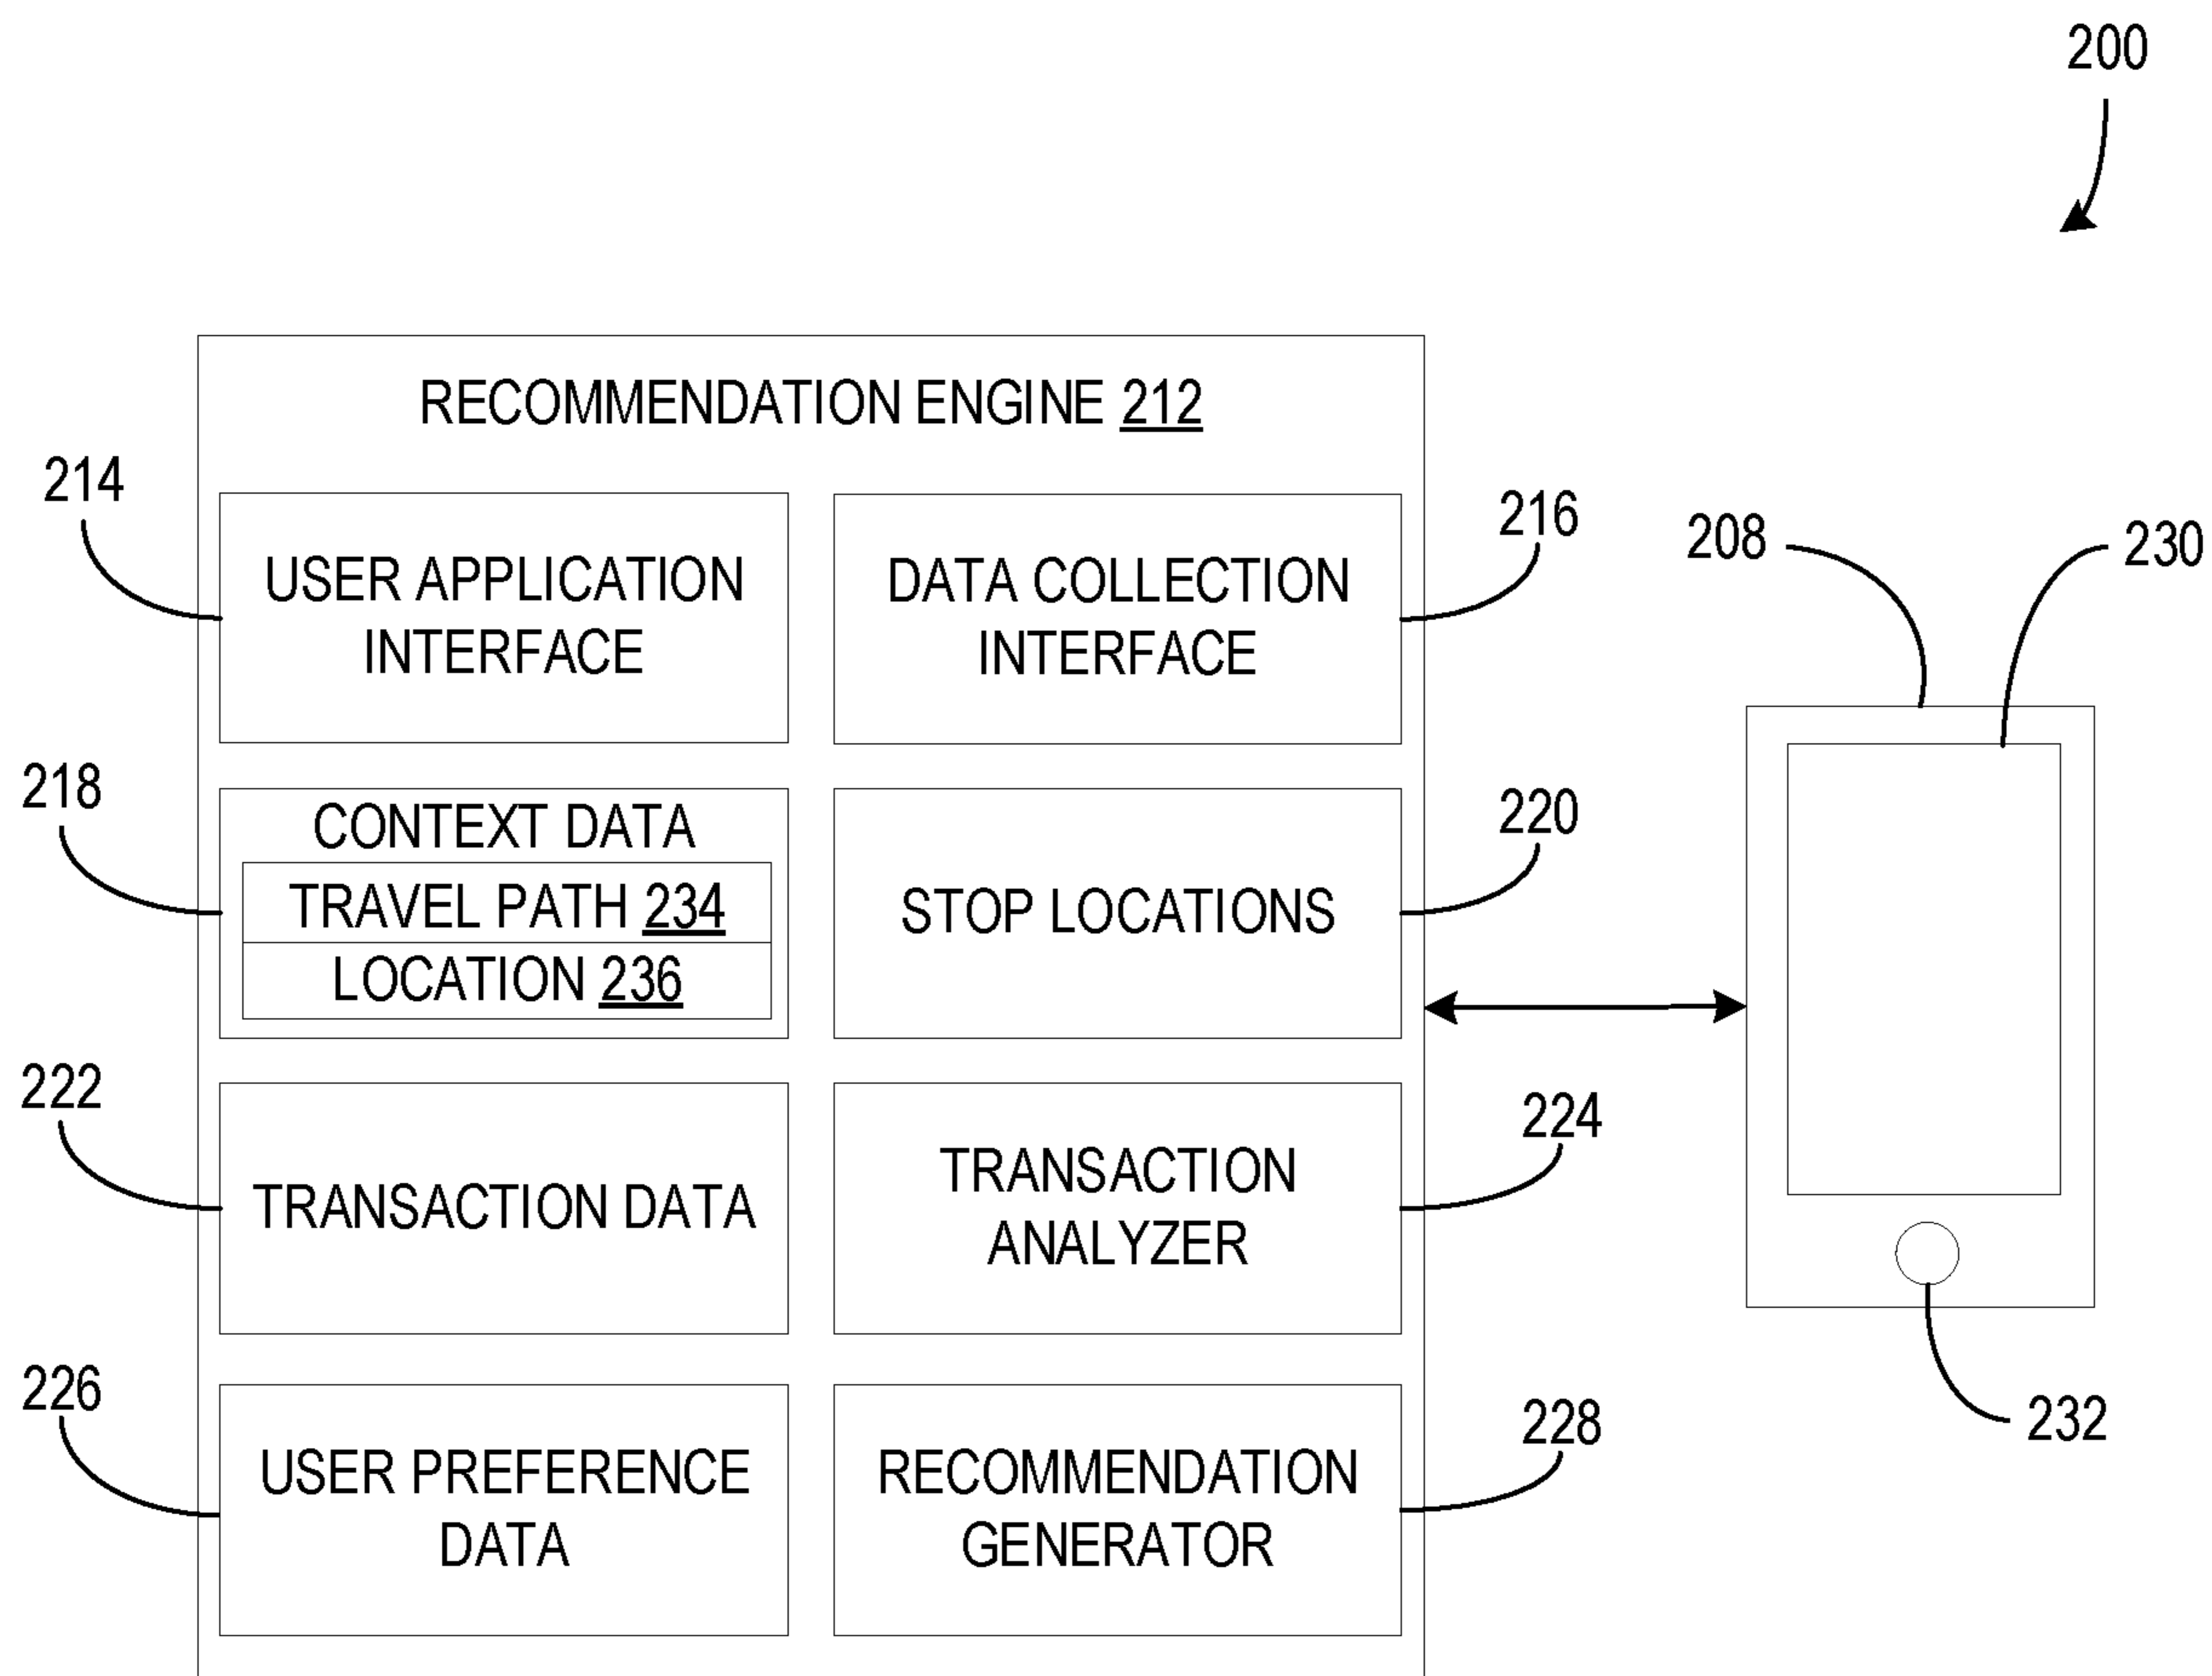 200
RECOMMENDATION ENGINE 212
214
USER APPLICATION
INTERFACE
DATA COLLECTION
INTERFACE
216
208
230
218
CONTEXT DATA
TRAVEL PATH 234
LOCATION 236
STOP LOCATIONS
220
222
TRANSACTION DATA
TRANSACTION
ANALYZER
224
226
USER PREFERENCE
DATA
RECOMMENDATION
GENERATOR
228
232